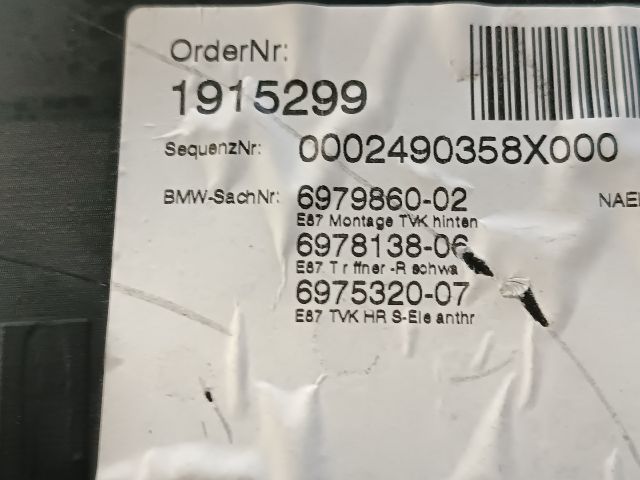 OrderNr:
1915299
SequenzNr: 0002490358X000
BMW-SachNr: 6979860-02
E87 Montage TVK hinten
6978138-06
E87 T r ffner -R schwa
6975320-07
E87 TVK HR S-Ele anthr